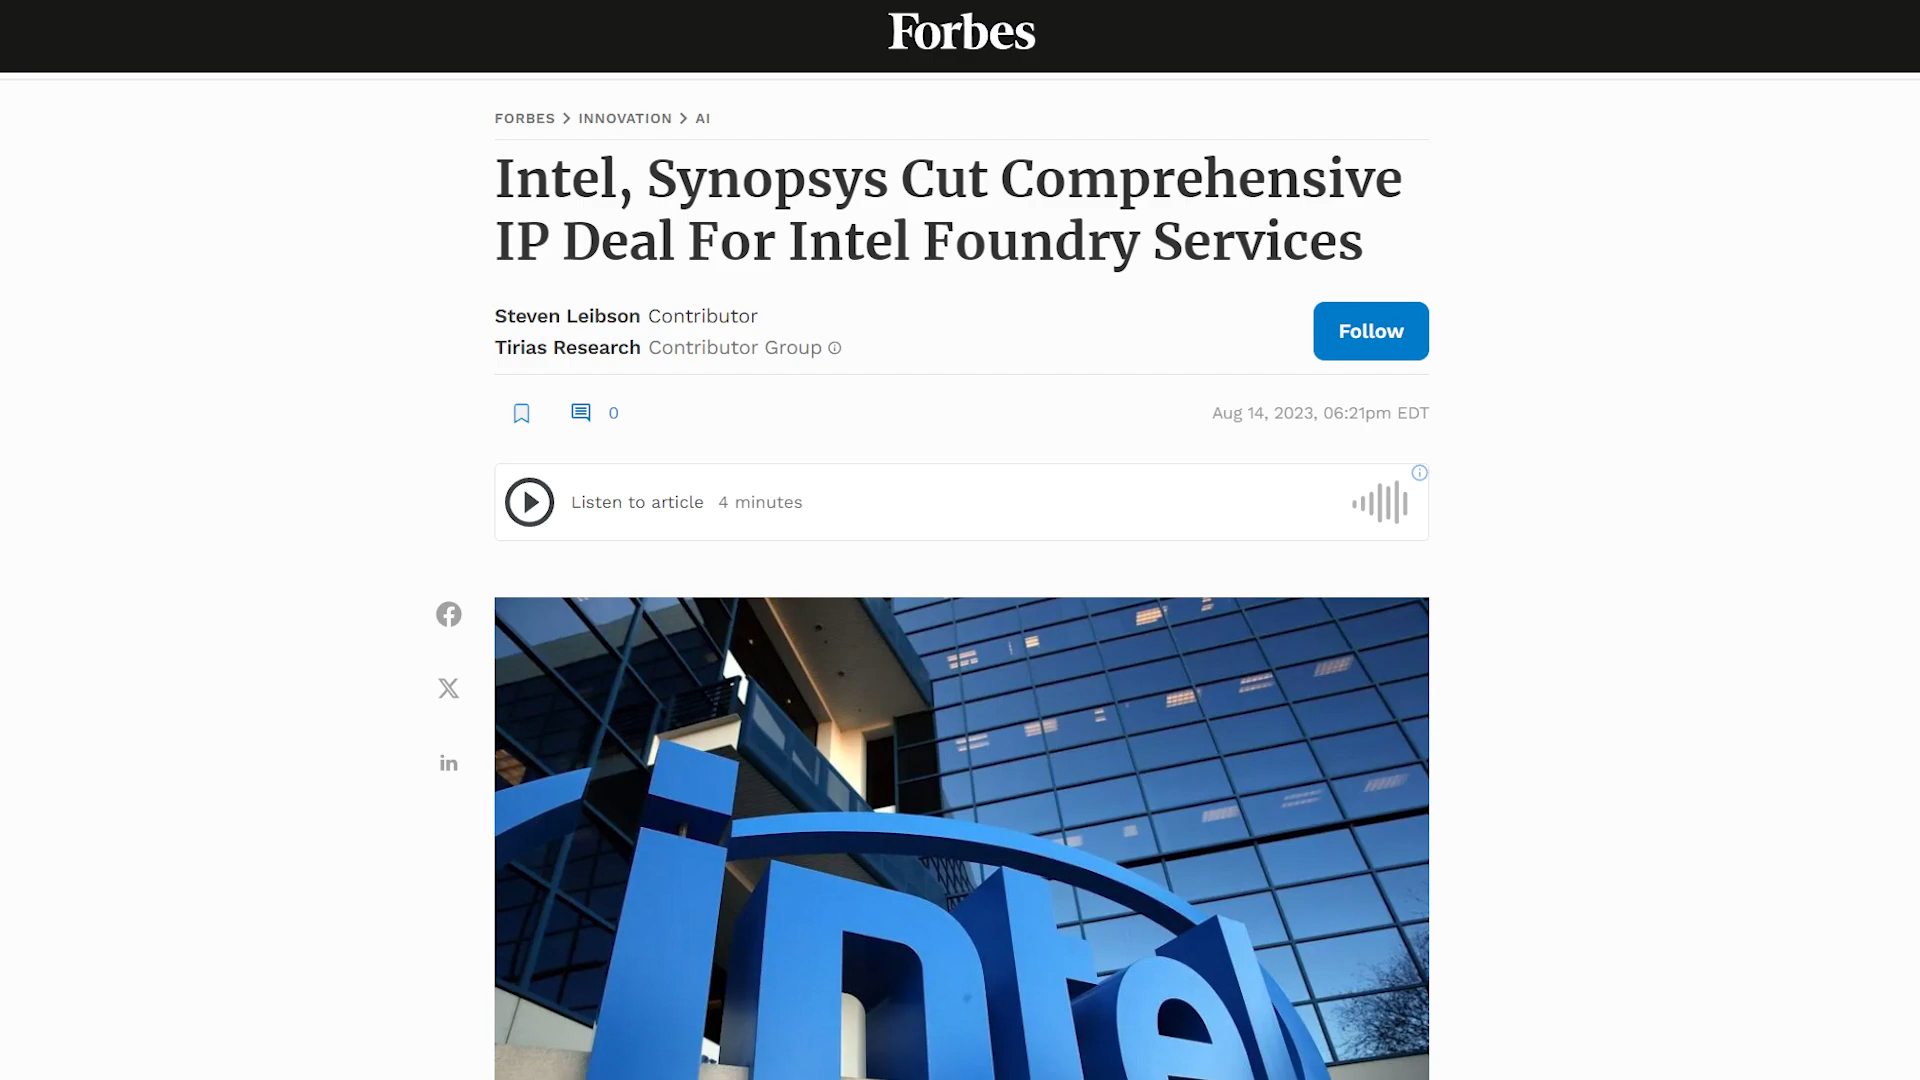 Forbes
FORBES > INNOVATION > AI
Intel, Synopsys Cut Comprehensive
IP Deal For Intel Foundry Services
Steven Leibson Contributor
Tirias Research Contributor Group
Follow
0
Aug 14, 2023, 06:21pm EDT
Listen to article 4 minutes
intel